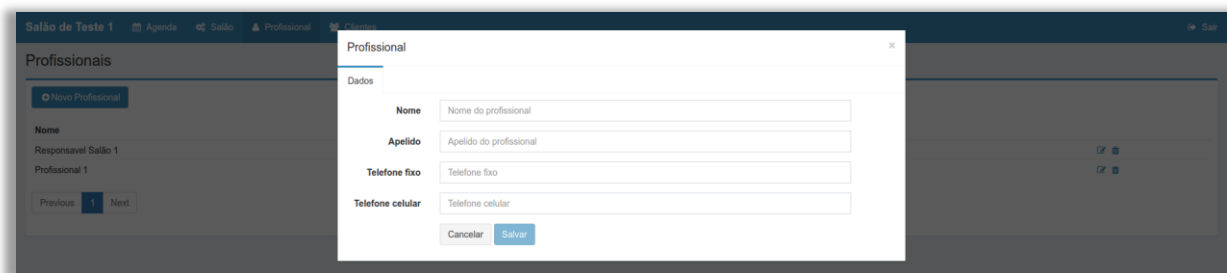 Salão de Teste 1 Agenda Salão Profissional Clientes Sair
Profissionais
Novo Profissional
Nome
Responsavel Salão 1
Profissional 1
Previous 1 Next
Profissional ×
Dados
Nome Nome do profissional
Apelido Apelido do profissional
Telefone fixo Telefone fixo
Telefone celular Telefone celular
Cancelar Salvar